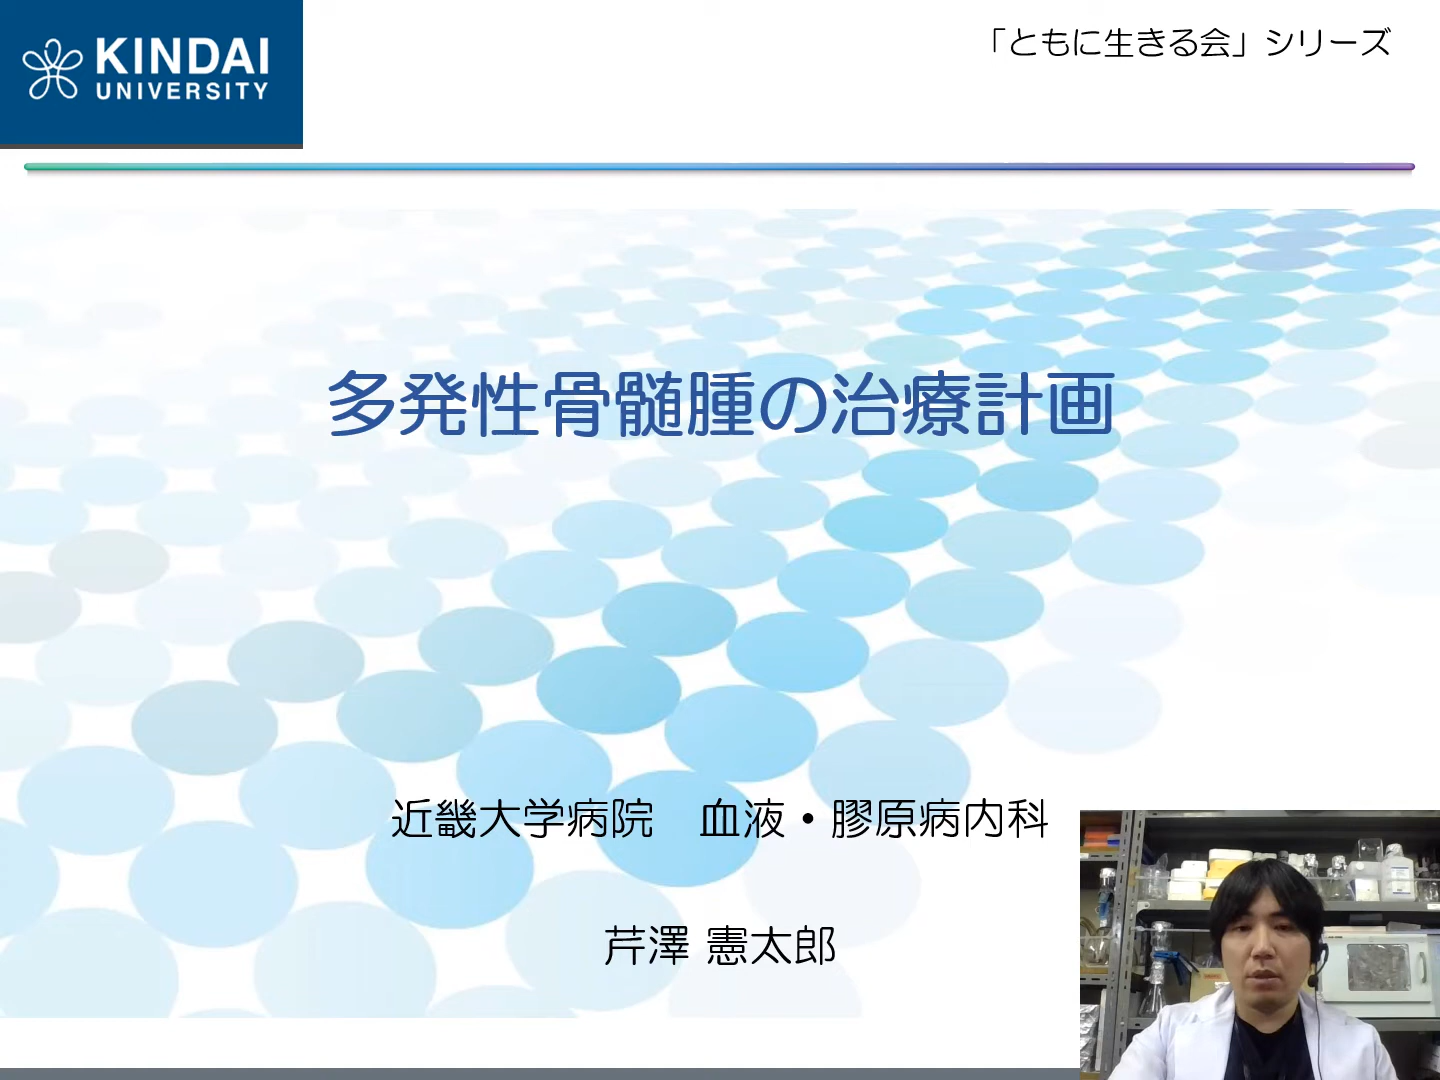 KINDAI
UNIVERSITY
「ともに生きる会」シリーズ
多発性骨髄腫の治療計画
近畿大学病院　血液・膠原病内科
芹澤 憲太郎